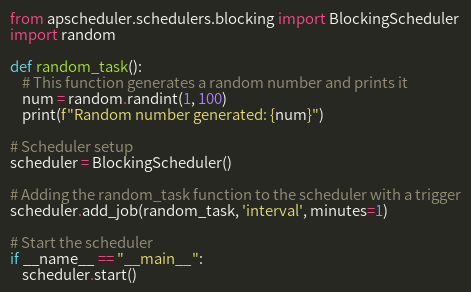 from apscheduler.schedulers.blocking import BlockingScheduler
import random

def random_task():
    # This function generates a random number and prints it
    num = random.randint(1, 100)
    print(f"Random number generated: {num}")

# Scheduler setup
scheduler = BlockingScheduler()

# Adding the random_task function to the scheduler with a trigger
scheduler.add_job(random_task, 'interval', minutes=1)

# Start the scheduler
if __name__ == "__main__":
    scheduler.start()